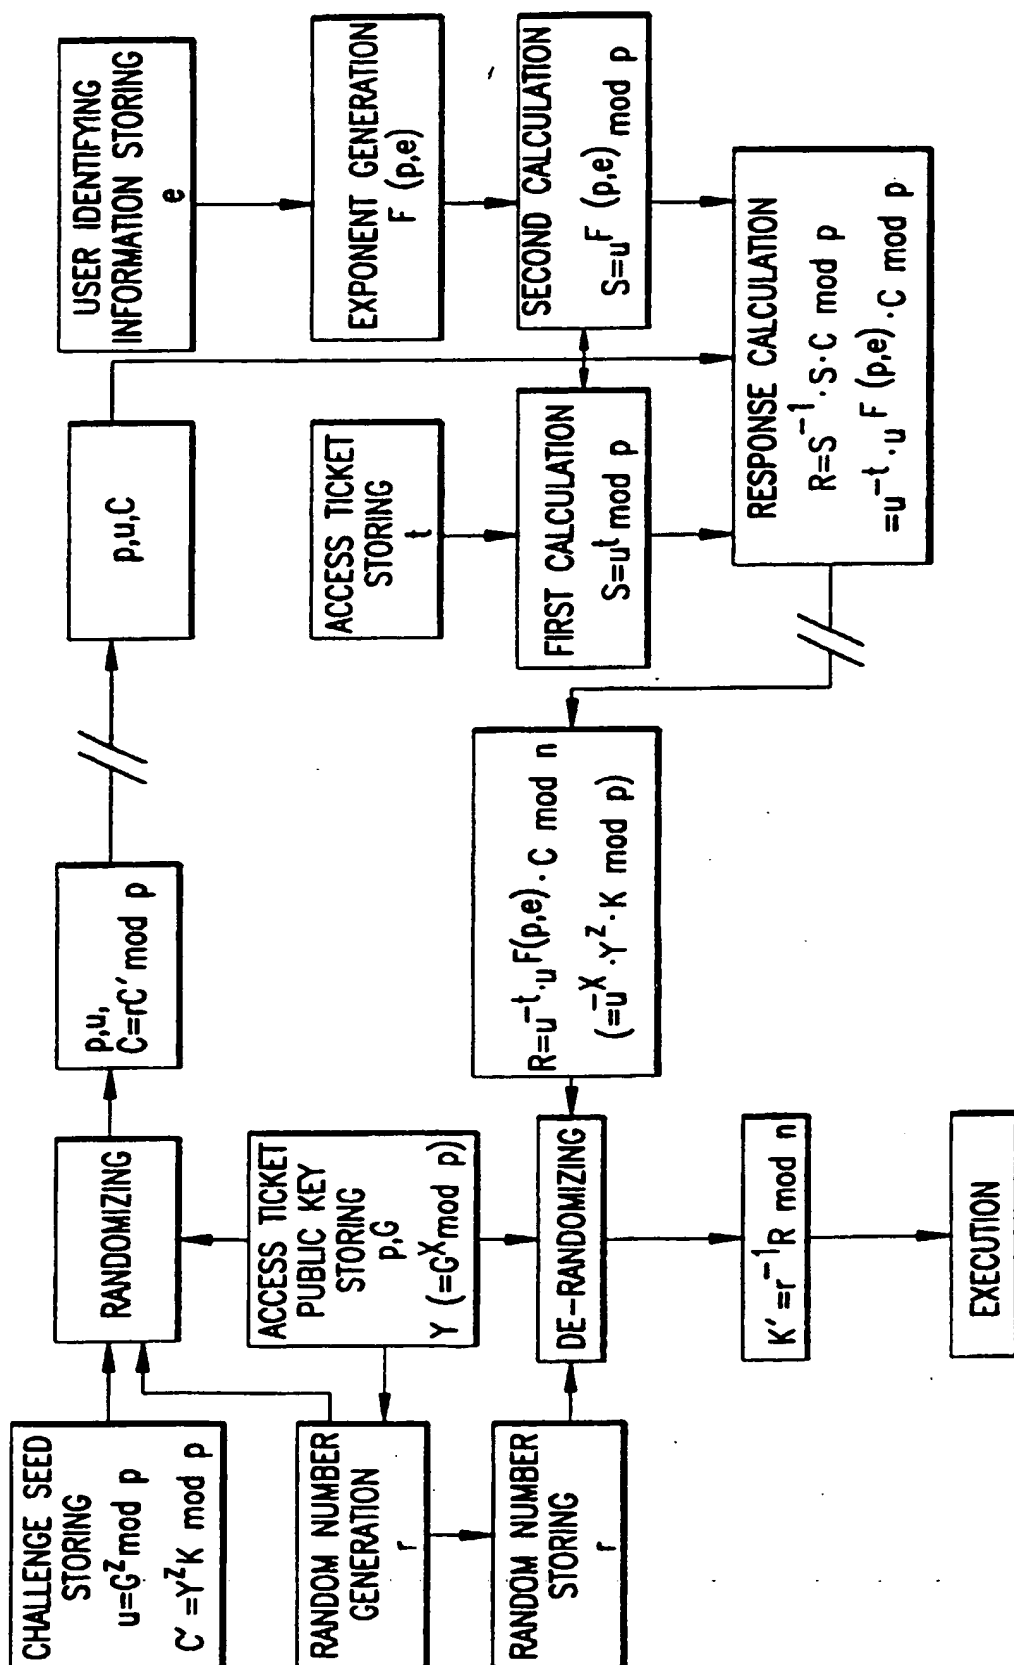 CHALLENGE SEED
STORING
u=G^z mod p
C'=Y^zK mod p
RANDOM NUMBER
GENERATION
r
RANDOM NUMBER
STORING
r
RANDOMIZING
ACCESS TICKET
PUBLIC KEY
STORING
p,G
Y (=G^x mod p)
DE-RANDOMIZING
K'=r^-1R mod n
EXECUTION
p,u,
C=rC' mod p
R=u^-t·u^F(p,e)·C mod n
(=u^-x·Y^z·K mod p)
p,u,C
ACCESS TICKET
STORING
t
FIRST CALCULATION
S=u^t mod p
USER IDENTIFYING
INFORMATION STORING
e
EXPONENT GENERATION
F (p,e)
SECOND CALCULATION
S=u^F (p,e) mod p
RESPONSE CALCULATION
R=S^-1·S·C mod p
=u^-t·u^F (p,e)·C mod p